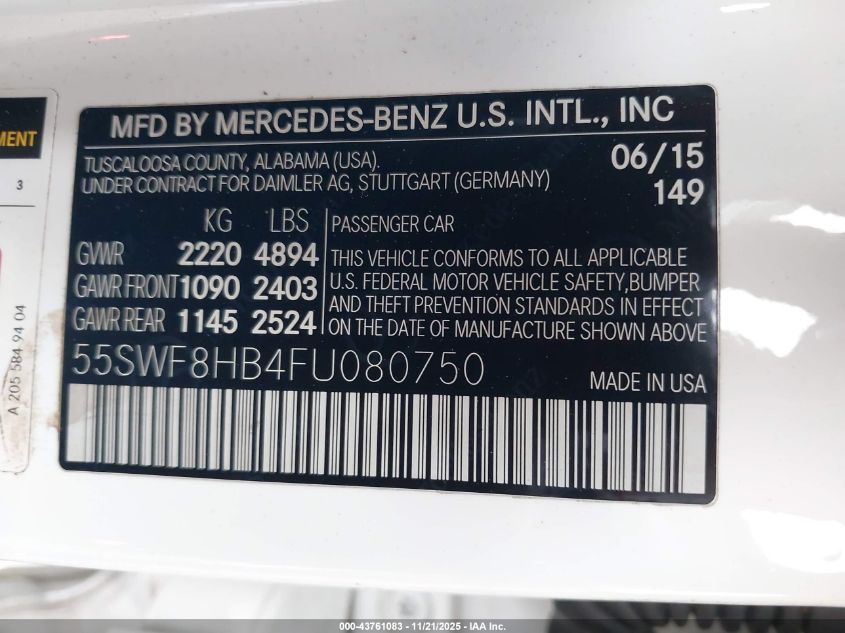 MENT
3
A 205 584 94 04
MFD BY MERCEDES-BENZ U.S. INTL., INC
TUSCALOOSA COUNTY, ALABAMA (USA).
UNDER CONTRACT FOR DAIMLER AG, STUTTGART (GERMANY)
06/15
149
KG LBS
GVWR 2220 4894
GAWR FRONT 1090 2403
GAWR REAR 1145 2524
PASSENGER CAR
THIS VEHICLE CONFORMS TO ALL APPLICABLE
U.S. FEDERAL MOTOR VEHICLE SAFETY,BUMPER
AND THEFT PREVENTION STANDARDS IN EFFECT
ON THE DATE OF MANUFACTURE SHOWN ABOVE
55SWF8HB4FU080750
MADE IN USA
000-43761083 - 11/21/2025 - IAA Inc.